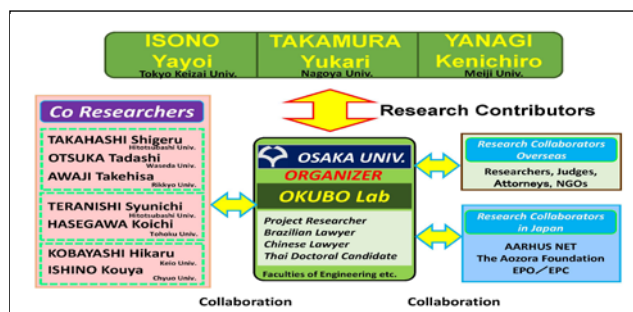 ISONO
Yayoi
Tokyo Keizai Univ.
TAKAMURA
Yukari
Nagoya Univ.
YANAGI
Kenichiro
Meiji Univ.
Research Contributors
Co Researchers
TAKAHASHI Shigeru
Hitotsubashi Univ.
OTSUKA Tadashi
Waseda Univ.
AWAJI Takehisa
Rikkyo Univ.
TERANISHI Syunichi
Hitotsubashi Univ.
HASEGAWA Koichi
Tohoku Univ.
KOBAYASHI Hikaru
Keio Univ.
ISHINO Kouya
Chyuo Univ.
OSAKA UNIV.
ORGANIZER
OKUBO Lab
Project Researcher
Brazilian Lawyer
Chinese Lawyer
Thai Doctoral Candidate
Faculties of Engineering etc.
Research Collaborators
Overseas
Researchers, Judges,
Attorneys, NGOs
Research Collaborators
in Japan
AARHUS NET
The Aozora Foundation
EPO／EPC
Collaboration
Collaboration